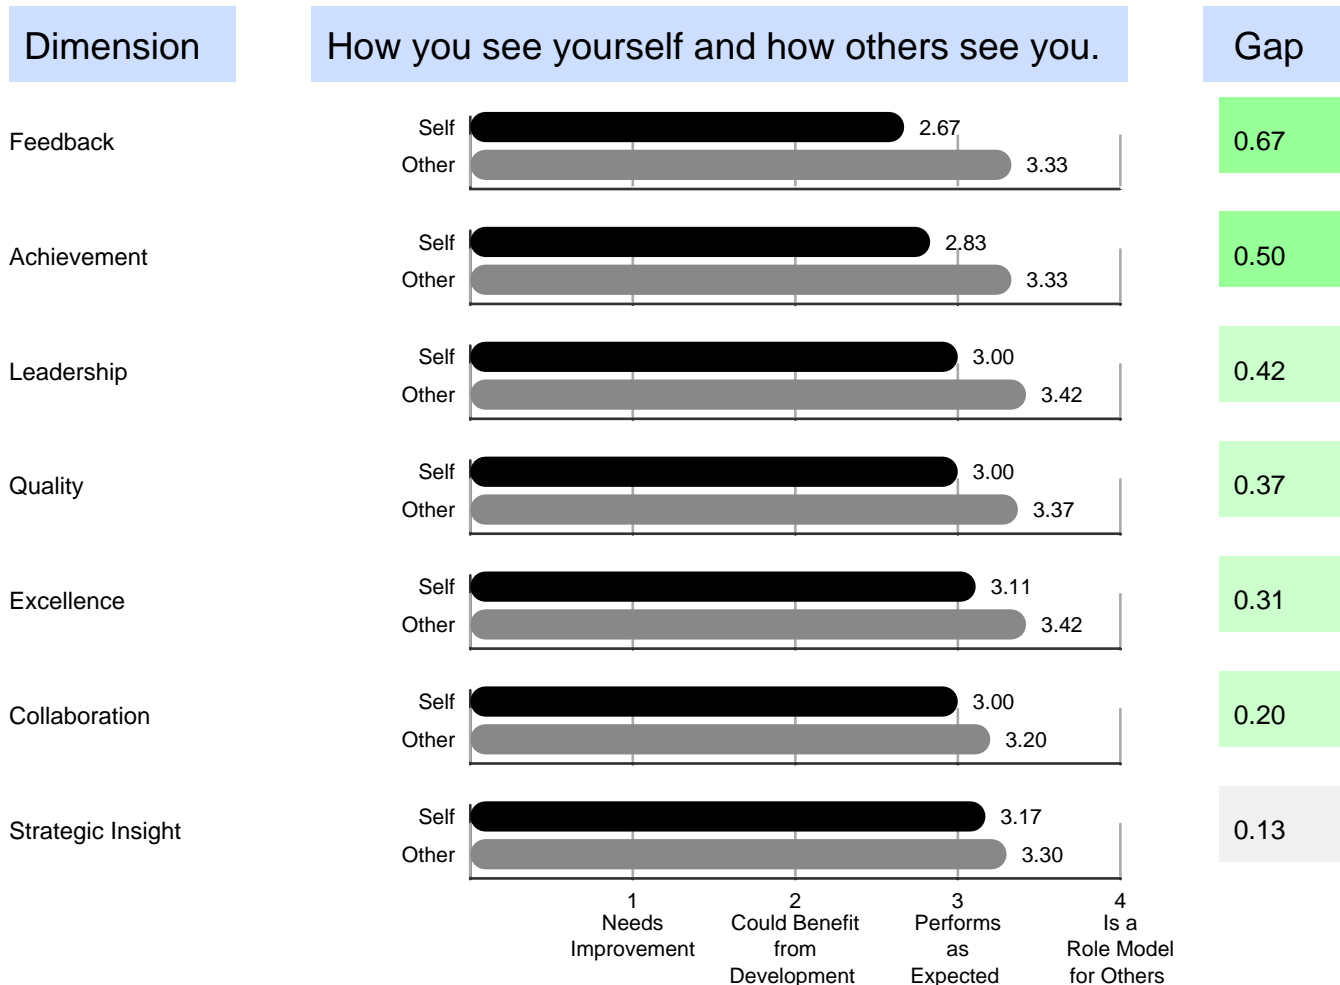 Dimension
How you see yourself and how others see you.
Gap
Feedback
Self
2.67
Other
3.33
0.67
Achievement
Self
2.83
Other
3.33
0.50
Leadership
Self
3.00
Other
3.42
0.42
Quality
Self
3.00
Other
3.37
0.37
Excellence
Self
3.11
Other
3.42
0.31
Collaboration
Self
3.00
Other
3.20
0.20
Strategic Insight
Self
3.17
Other
3.30
0.13
1
Needs
Improvement
2
Could Benefit
from
Development
3
Performs
as
Expected
4
Is a
Role Model
for Others